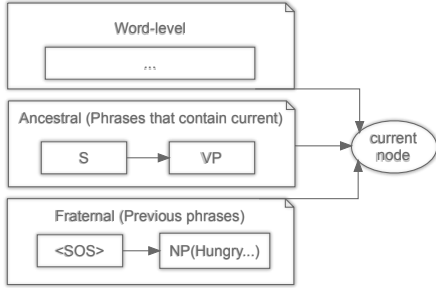 Word-level
...
Ancestral (Phrases that contain current)
S
VP
current
node
Fraternal (Previous phrases)
<SOS>
NP(Hungry...)